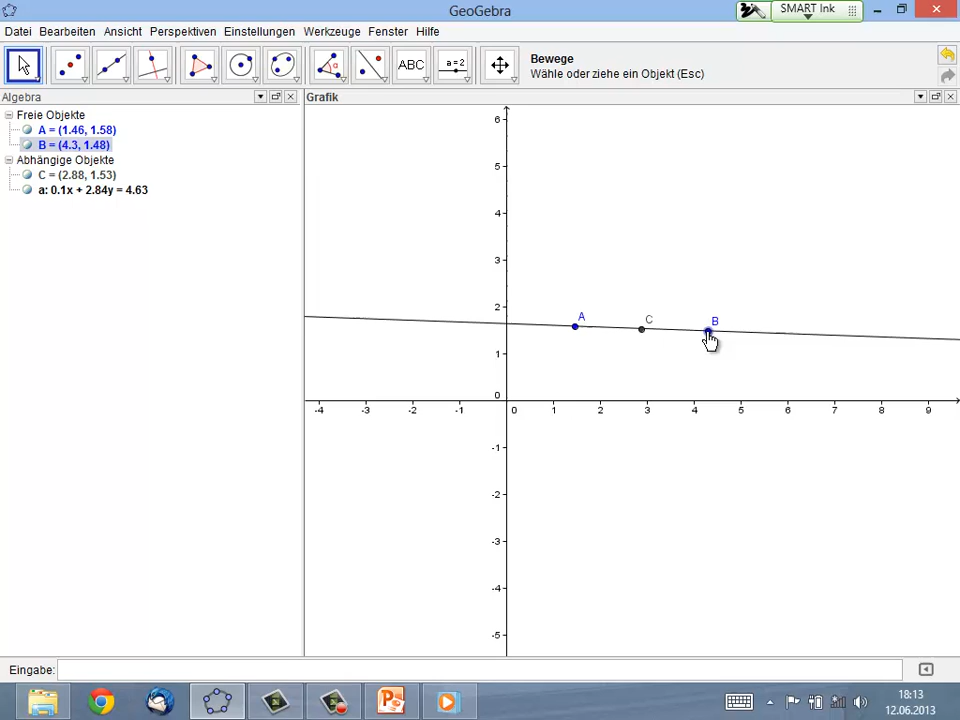 GeoGebra
SMART Ink
Datei Bearbeiten Ansicht Perspektiven Einstellungen Werkzeuge Fenster Hilfe
ABC
a=2
α
Bewege
Wähle oder ziehe ein Objekt (Esc)
Algebra
Grafik
Freie Objekte
A = (1.46, 1.58)
B = (4.3, 1.48)
Abhängige Objekte
C = (2.88, 1.53)
a: 0.1x + 2.84y = 4.63
6
5
4
3
2
A C B
1
0
-4 -3 -2 -1 0 1 2 3 4 5 6 7 8 9
-1
-2
-3
-4
-5
Eingabe:
18:13
12.06.2013